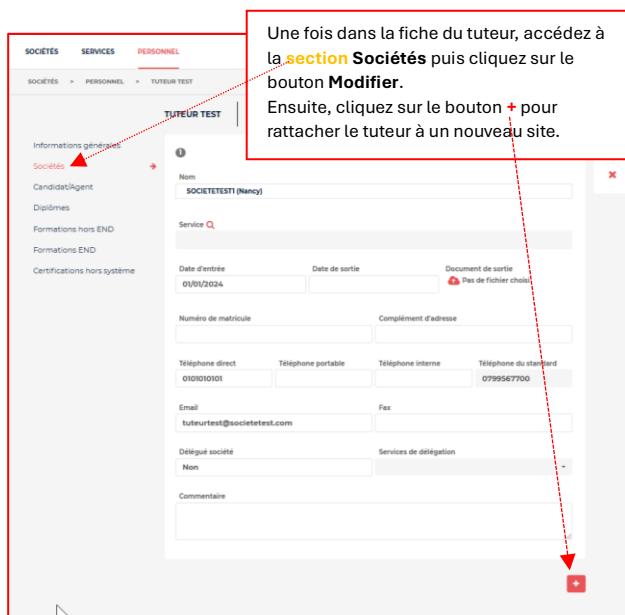 Une fois dans la fiche du tuteur, accédez à
la section Sociétés puis cliquez sur le
bouton Modifier.
Ensuite, cliquez sur le bouton + pour
rattacher le tuteur à un nouveau site.
SOCIÉTÉS SERVICES PERSONNEL
SOCIÉTÉS > PERSONNEL > TUTEUR TEST
TUTEUR TEST
Informations générales
Sociétés
Candidat/Agent
Diplômes
Formations hors END
Formations END
Certifications hors système
Nom
SOCIETETEST1 (Nancy)
Service
Date d'entrée Date de sortie Document de sortie
01/01/2024 Pas de fichier choisi
Numéro de matricule Complément d'adresse
Téléphone direct Téléphone portable Téléphone interne Téléphone du standard
0101010101 0799567700
Email Fax
tuteurtest@societetest.com
Délégué société Services de délégation
Non
Commentaire
+